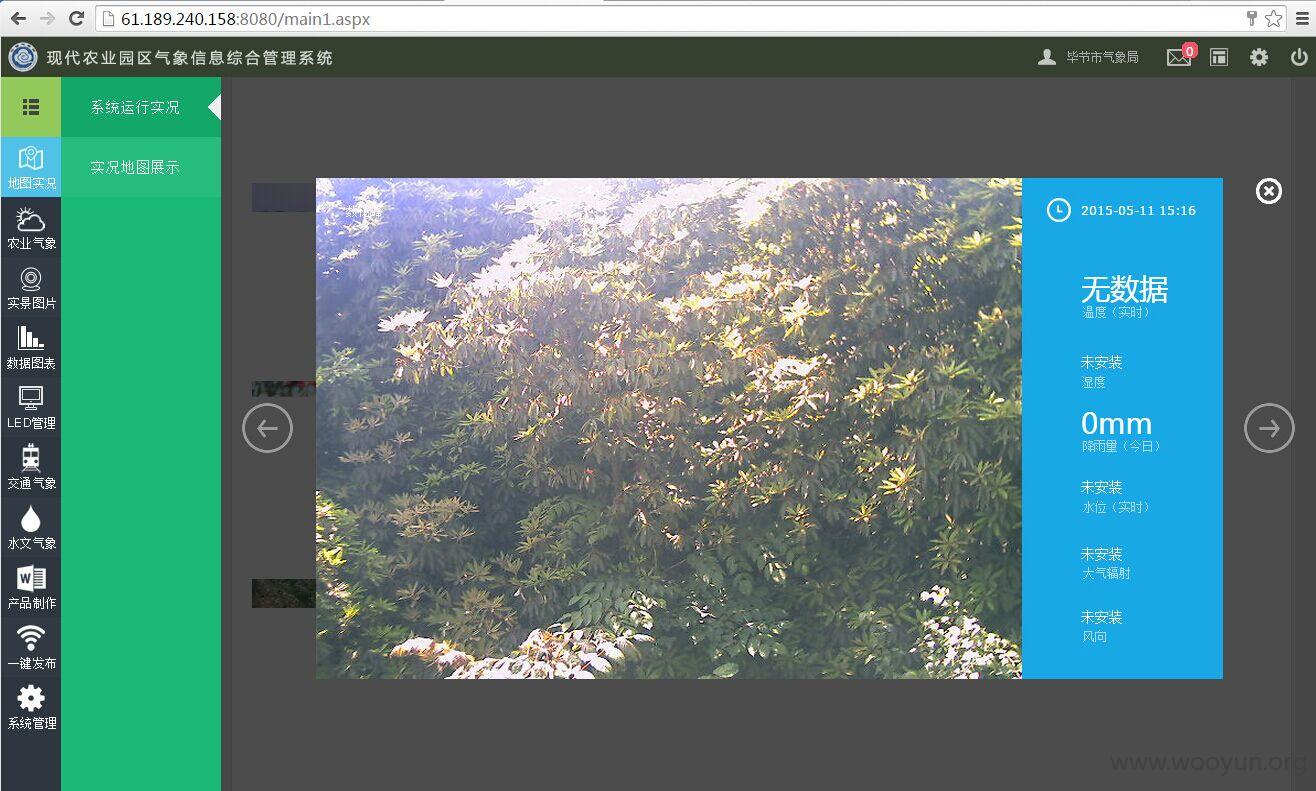 61.189.240.158:8080/main1.aspx
现代农业园区气象信息综合管理系统
毕节市气象局
0
系统运行实况
实况地图展示
地图实况
农业气象
实景图片
数据图表
LED管理
交通气象
水文气象
产品制作
一键发布
系统管理
2015-05-11 15:16
无数据
温度（实时）
未安装
湿度
0mm
降雨量（今日）
未安装
水位（实时）
未安装
大气辐射
未安装
风向
www.wooyun.org